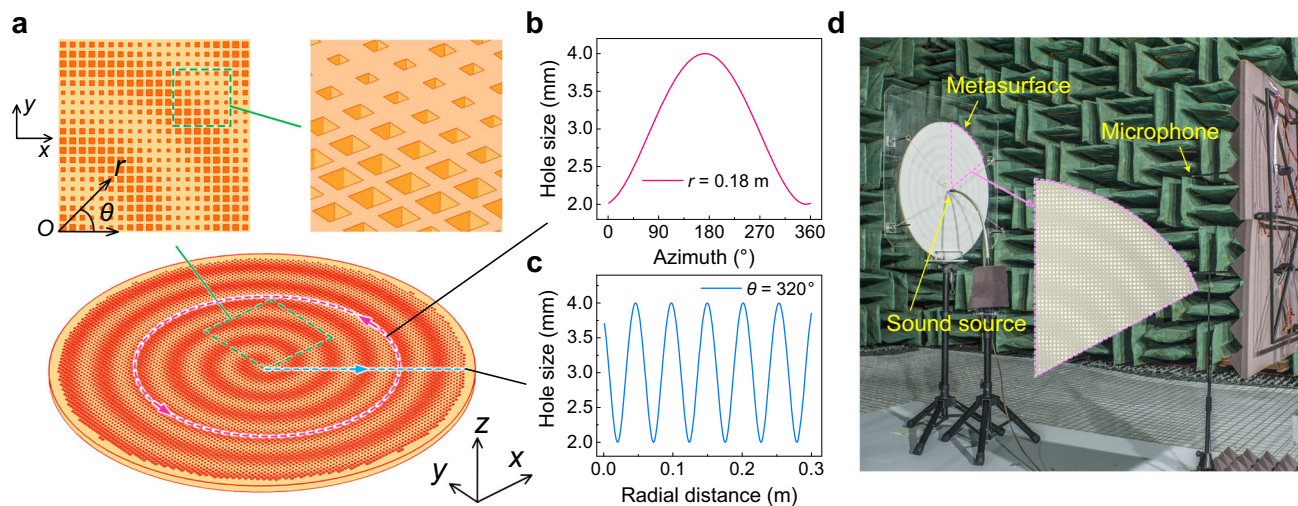 a
y
x
r
O
θ
z
y
x
b
4.0
3.5
3.0
2.5
2.0
Hole size (mm)
r = 0.18 m
0 90 180 270 360
Azimuth (°)
c
θ = 320°
4.0
3.5
3.0
2.5
2.0
Hole size (mm)
0.0 0.1 0.2 0.3
Radial distance (m)
d
Metasurface
Microphone
Sound source